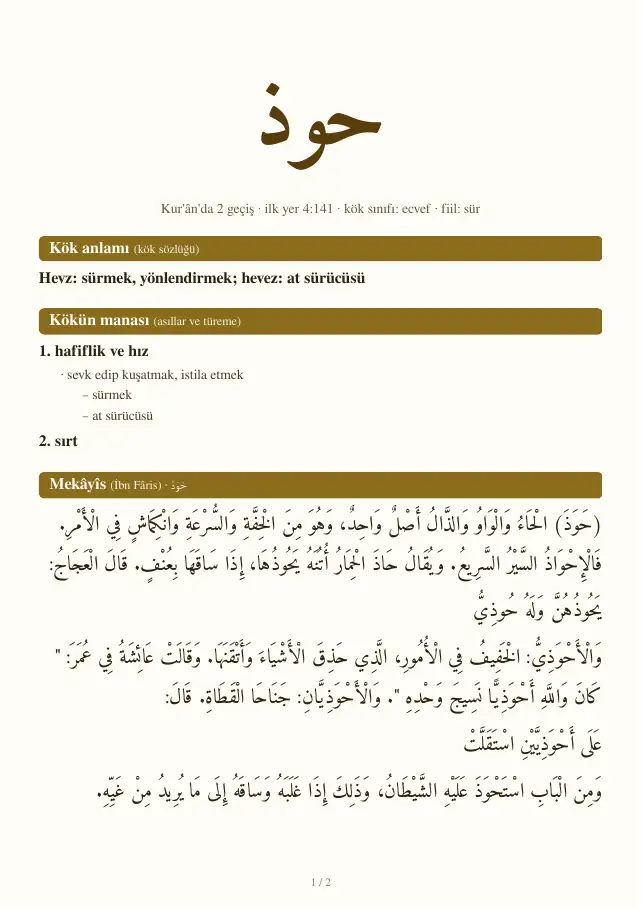 حوذ
Kur'ân'da 2 geçiş · ilk yer 4:141 · kök sınıfı: ecvef · fiil: sür
Kök anlamı (kök sözlüğü)
Hevz: sürmek, yönlendirmek; hevez: at sürücüsü
Kökün manası (asıllar ve türeme)
1. hafiflik ve hız
· sevk edip kuşatmak, istila etmek
– sürmek
– at sürücüsü
2. sırt
Mekâyîs (İbn Fâris) · حَوَذَ
(حَوَذَ) الْحَاءُ وَالْوَاوُ وَالذَّالُ أَصْلٌ وَاحِدٌ، وَهُوَ مِنَ الْخِفَّةِ وَالسُّرْعَةِ وَانْكِمَاشٍ فِي الْأَمْرِ.
فَالْإِحْوَاذُ السَّيْرُ السَّرِيعُ. وَيُقَالُ حَاذَ الْحِمَارُ أُتُنَهُ يَحُوذُهَا، إِذَا سَاقَهَا بِعُنْفٍ. قَالَ الْعَجَاجُ:
يَحُوذُهُنَّ وَلَهُ حُوذِيُّ
وَالْأَحْوَذِيُّ: الْخَفِيفُ فِي الْأُمُورِ، الَّذِي حَذِقَ الْأَشْيَاءَ وَأَتْقَنَهَا. وَقَالَتْ عَائِشَةُ فِي عُمَرَ: "
كَانَ وَاللَّهِ أَحْوَذِيًّا نَسِيجَ وَحْدِهِ ". وَالْأَحْوَذِيَّانِ: جَنَاحَا الْقَطَاةِ. قَالَ:
عَلَى أَحْوَذِيَّيْنِ اسْتَقَلَّتْ
وَمِنَ الْبَابِ اسْتَحْوَذَ عَلَيْهِ الشَّيْطَانُ، وَذَلِكَ إِذَا غَلَبَهُ وَسَاقَهُ إِلَى مَا يُرِيدُ مِنْ غَيِّهِ.
1 / 2